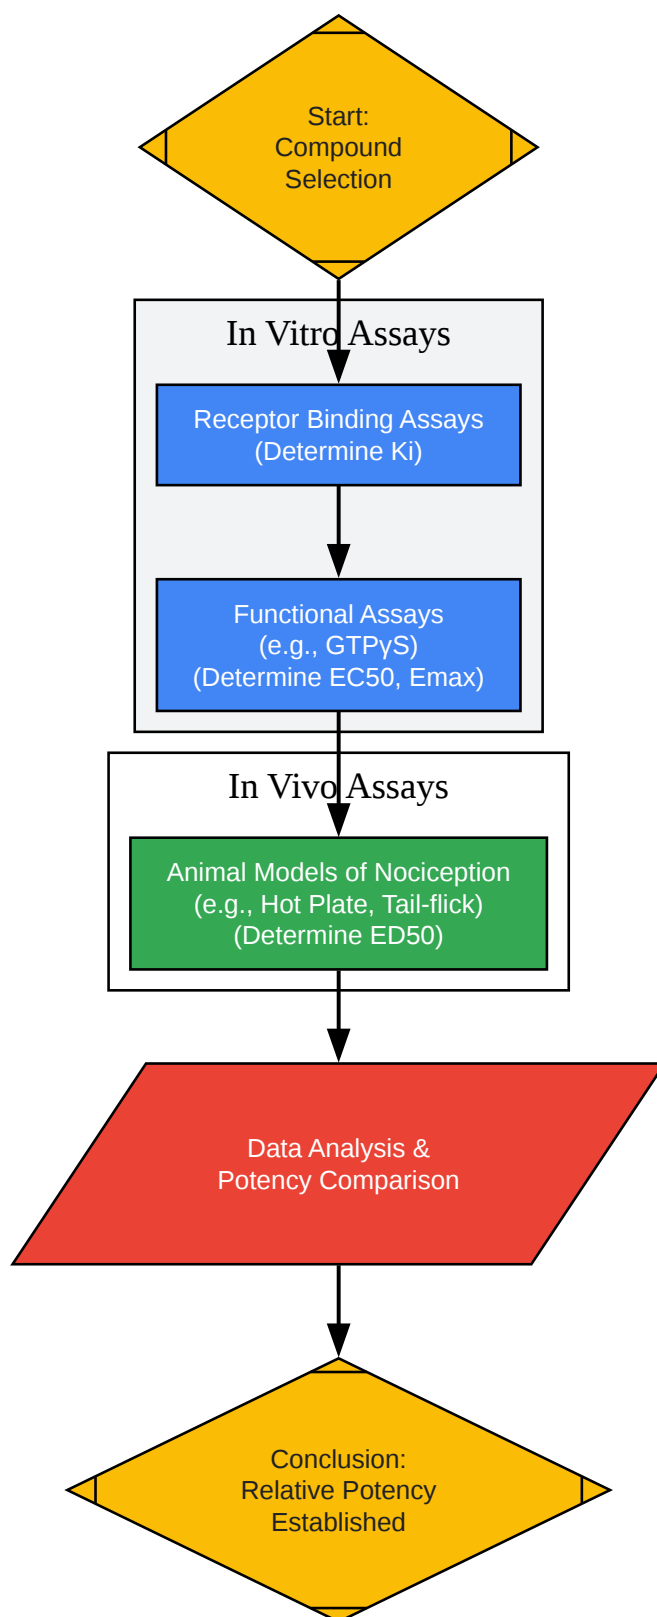 Start:
Compound
Selection
In Vitro Assays
Receptor Binding Assays
(Determine Ki)
Functional Assays
(e.g., GTPγS)
(Determine EC50, Emax)
In Vivo Assays
Animal Models of Nociception
(e.g., Hot Plate, Tail-flick)
(Determine ED50)
Data Analysis &
Potency Comparison
Conclusion:
Relative Potency
Established